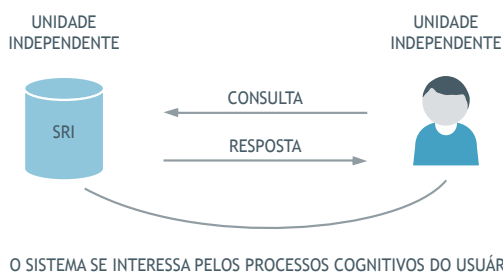 UNIDADE
INDEPENDENTE
UNIDADE
INDEPENDENTE
CONSULTA
SRI
RESPOSTA
O SISTEMA SE INTERESSA PELOS PROCESSOS COGNITIVOS DO